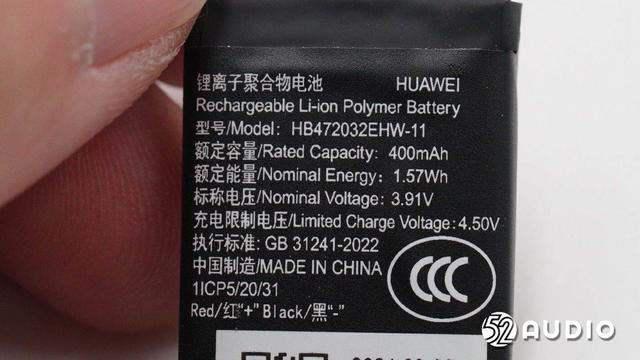 锂离子聚合物电池 HUAWEI
Rechargeable Li-ion Polymer Battery
型号/Model: HB472032EHW-11
额定容量/Rated Capacity: 400mAh
额定能量/Nominal Energy: 1.57Wh
标称电压/Nominal Voltage: 3.91V
充电限制电压/Limited Charge Voltage:4.50V
执行标准: GB 31241-2022
中国制造/MADE IN CHINA
1ICP5/20/31
Red/红"+" Black/黑"-"
CCC
52 AUDIO